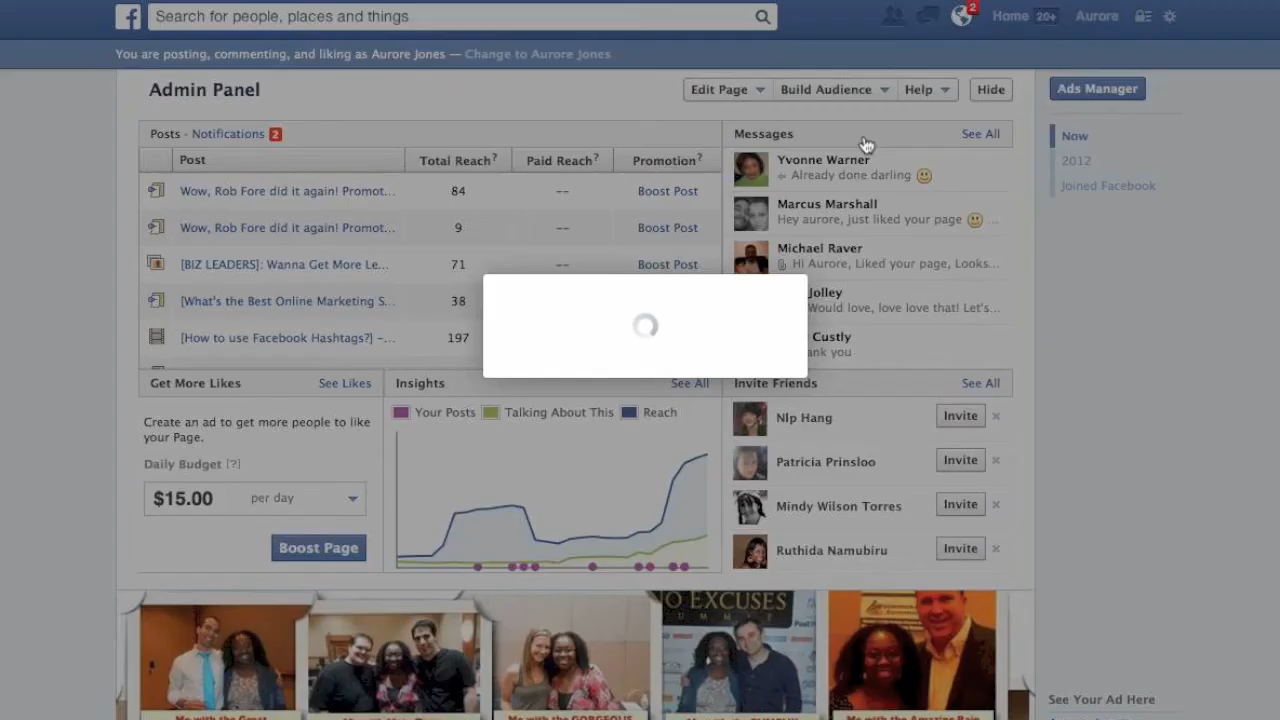 f
Search for people, places and things
2
Home 20+
Aurore
You are posting, commenting, and liking as Aurore Jones — Change to Aurore Jones
Admin Panel
Edit Page
Build Audience
Help
Hide
Ads Manager
Posts · Notifications 2
Post
Total Reach?
Paid Reach?
Promotion?
Wow, Rob Fore did it again! Promot...
84
--
Boost Post
Wow, Rob Fore did it again! Promot...
9
--
Boost Post
[BIZ LEADERS]: Wanna Get More Le...
71
--
Boost Post
[What's the Best Online Marketing S...
38
[How to use Facebook Hashtags?] -...
197
Messages
See All
Yvonne Warner
Already done darling
Marcus Marshall
Hey aurore, just liked your page ...
Michael Raver
Hi Aurore, Liked your page, Looks...
Jolley
Would love, love love that! Let's...
Custly
ank you
Now
2012
Joined Facebook
Get More Likes
See Likes
Create an ad to get more people to like
your Page.
Daily Budget [?]
$15.00 per day
Boost Page
Insights
See All
Your Posts
Talking About This
Reach
Invite Friends
See All
Nlp Hang
Invite
Patricia Prinsloo
Invite
Mindy Wilson Torres
Invite
Ruthida Namubiru
Invite
O EXCUSES
SUMMIT
See Your Ad Here